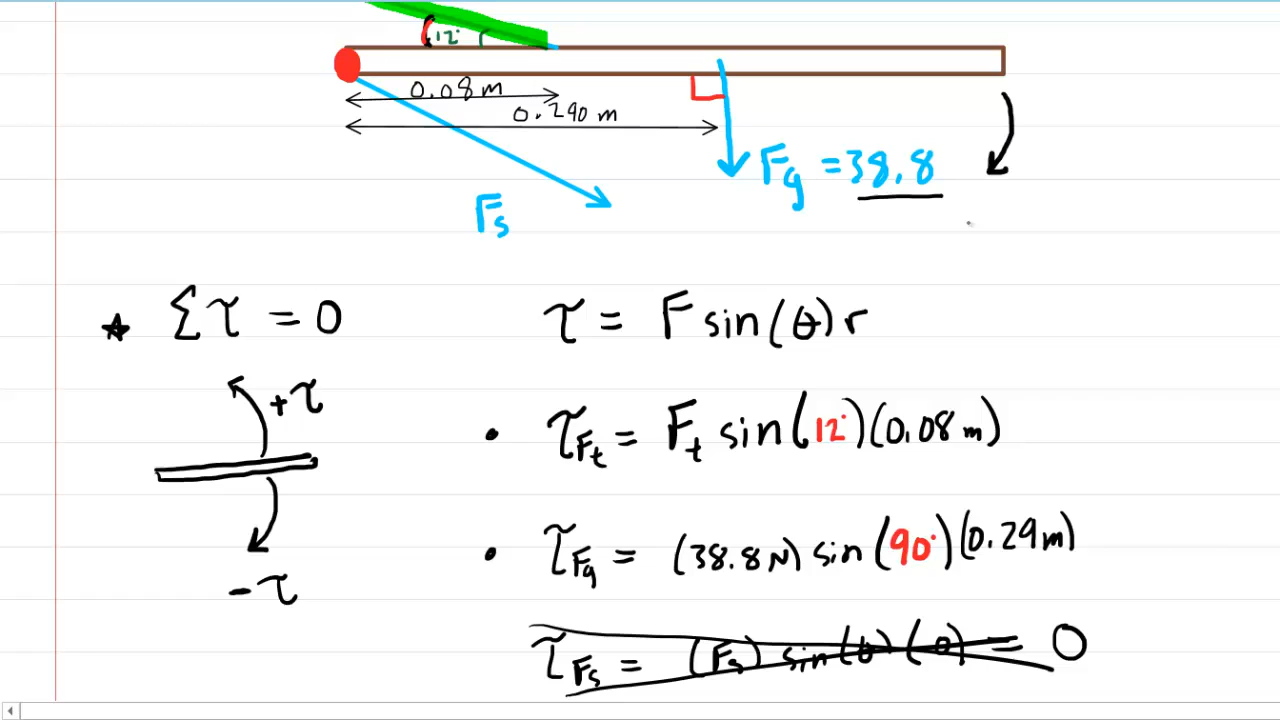 12°
0.08 m
0.290 m
Fg = 38.8
Fs
★ Στ = 0
τ = F sin(θ) r
+τ
• τFt = Ft sin(12°)(0.08 m)
-τ
• τFg = (38.8 N) sin(90°)(0.29 m)
τFs = (Fs) sin(θ)(0) = 0